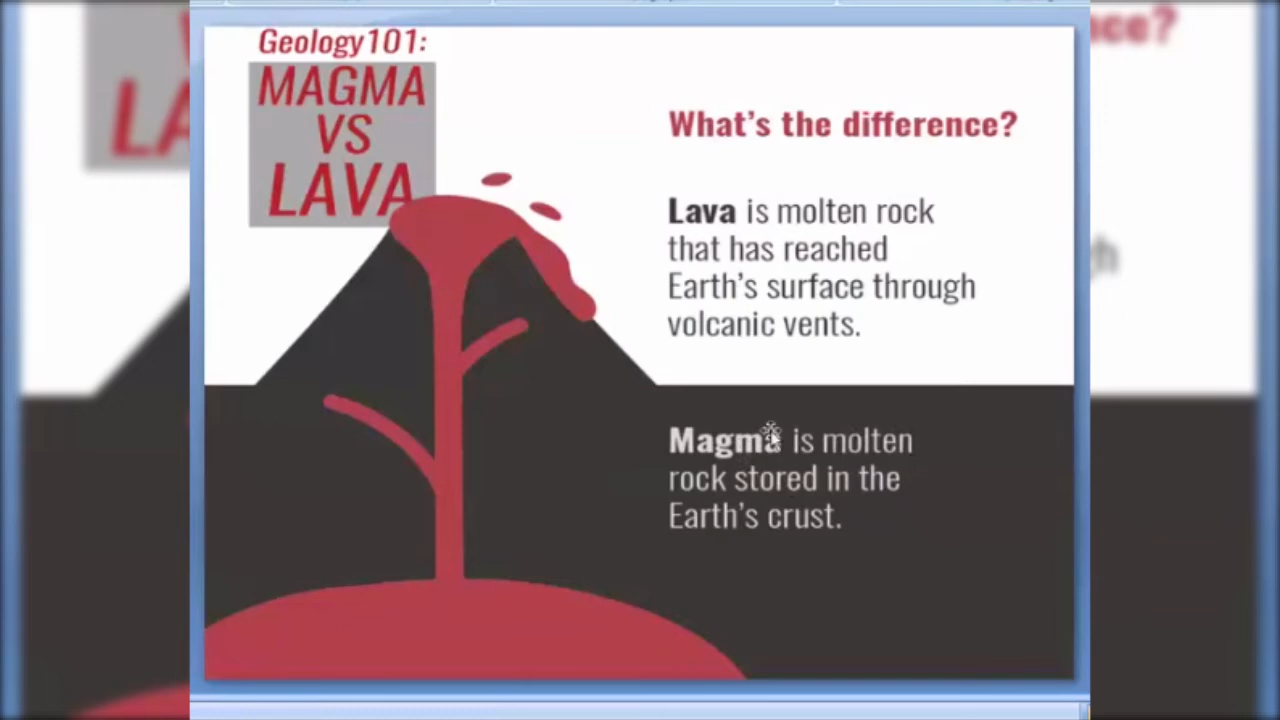 Geology101:
MAGMA
VS
LAVA
What's the difference?
Lava is molten rock
that has reached
Earth's surface through
volcanic vents.
Magma is molten
rock stored in the
Earth's crust.